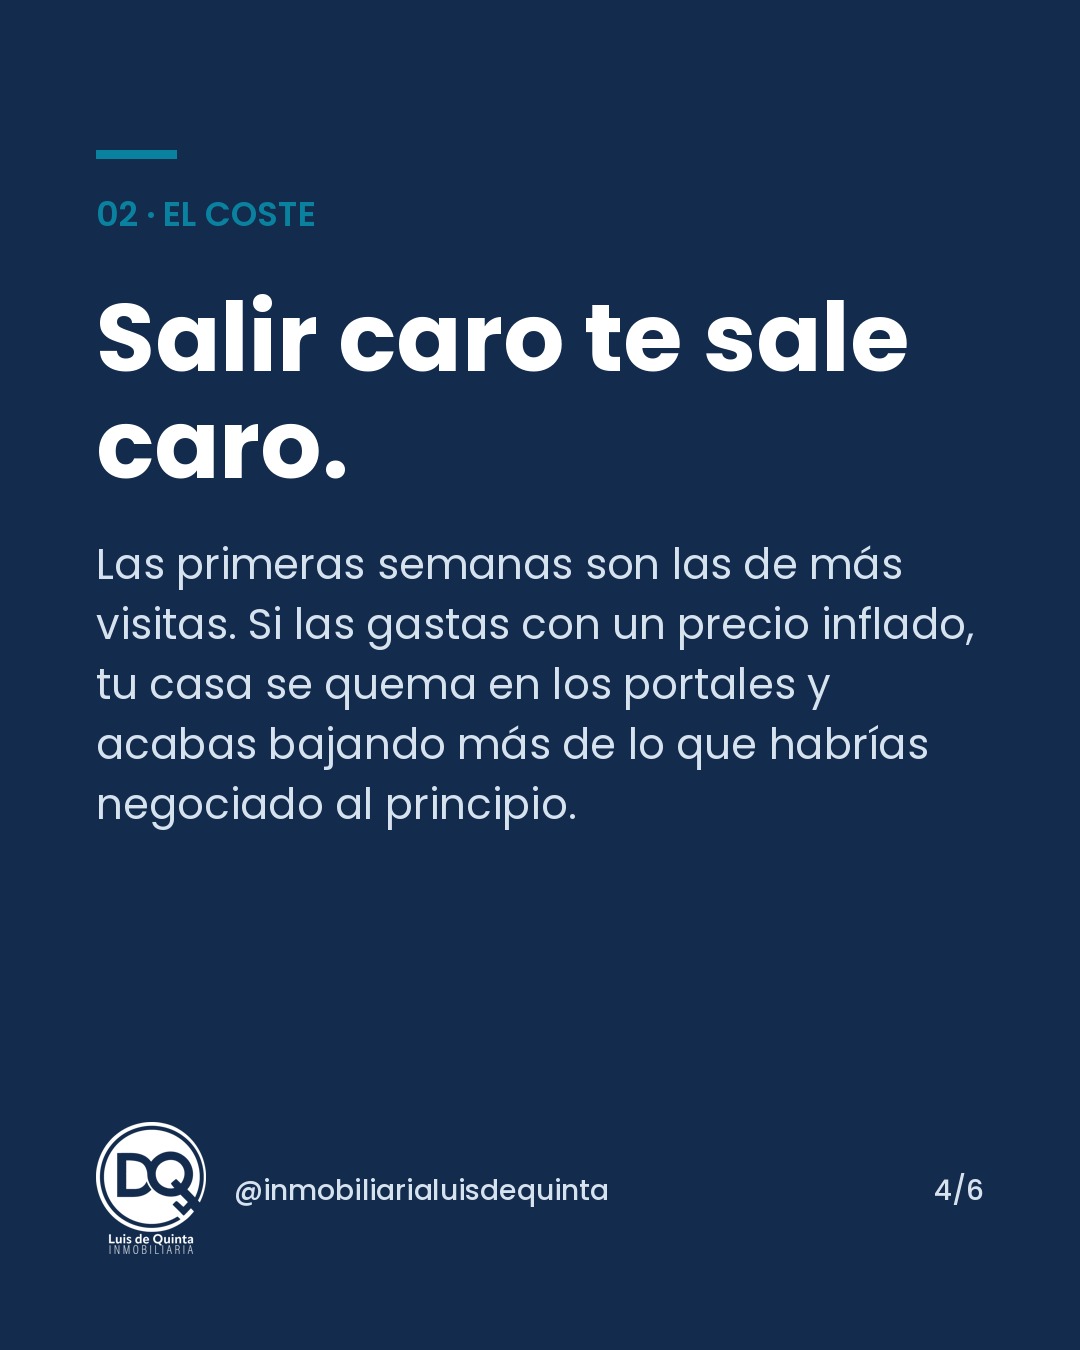 02 · EL COSTE
Salir caro te sale
caro.
Las primeras semanas son las de más
visitas. Si las gastas con un precio inflado,
tu casa se quema en los portales y
acabas bajando más de lo que habrías
negociado al principio.
DQ
Luis de Quinta
INMOBILIARIA
@inmobiliarialuisdequinta
4/6